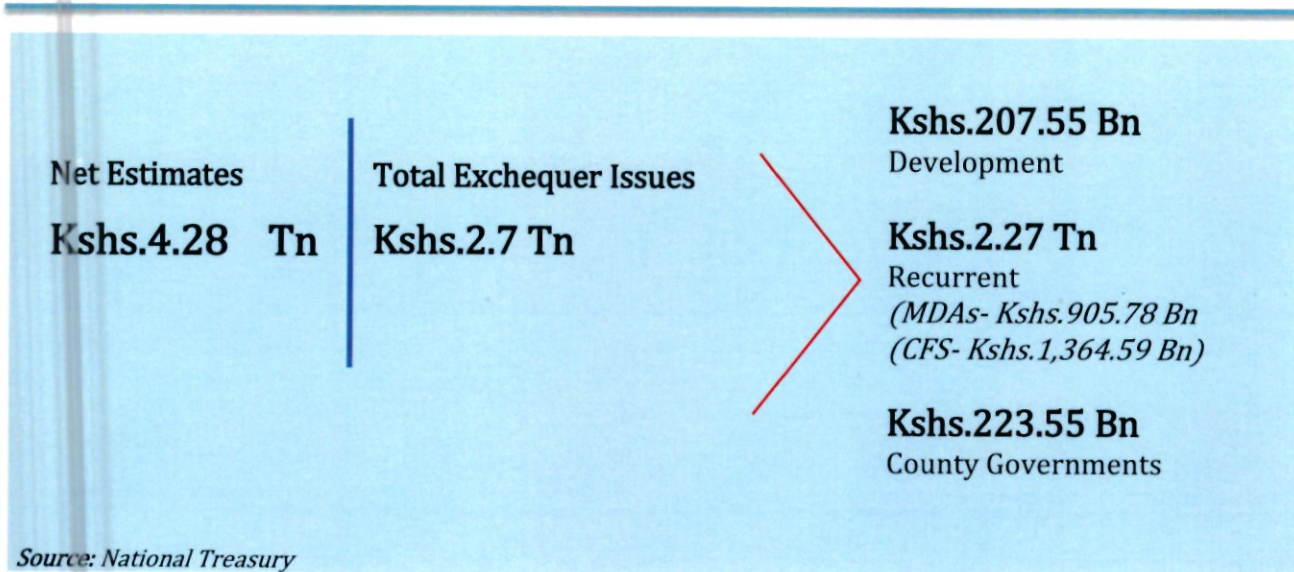 Net Estimates
Kshs.4.28 Tn
Total Exchequer Issues
Kshs.2.7 Tn
Kshs.207.55 Bn
Development
Kshs.2.27 Tn
Recurrent
(MDAs- Kshs.905.78 Bn
(CFS- Kshs.1,364.59 Bn)
Kshs.223.55 Bn
County Governments
Source: National Treasury